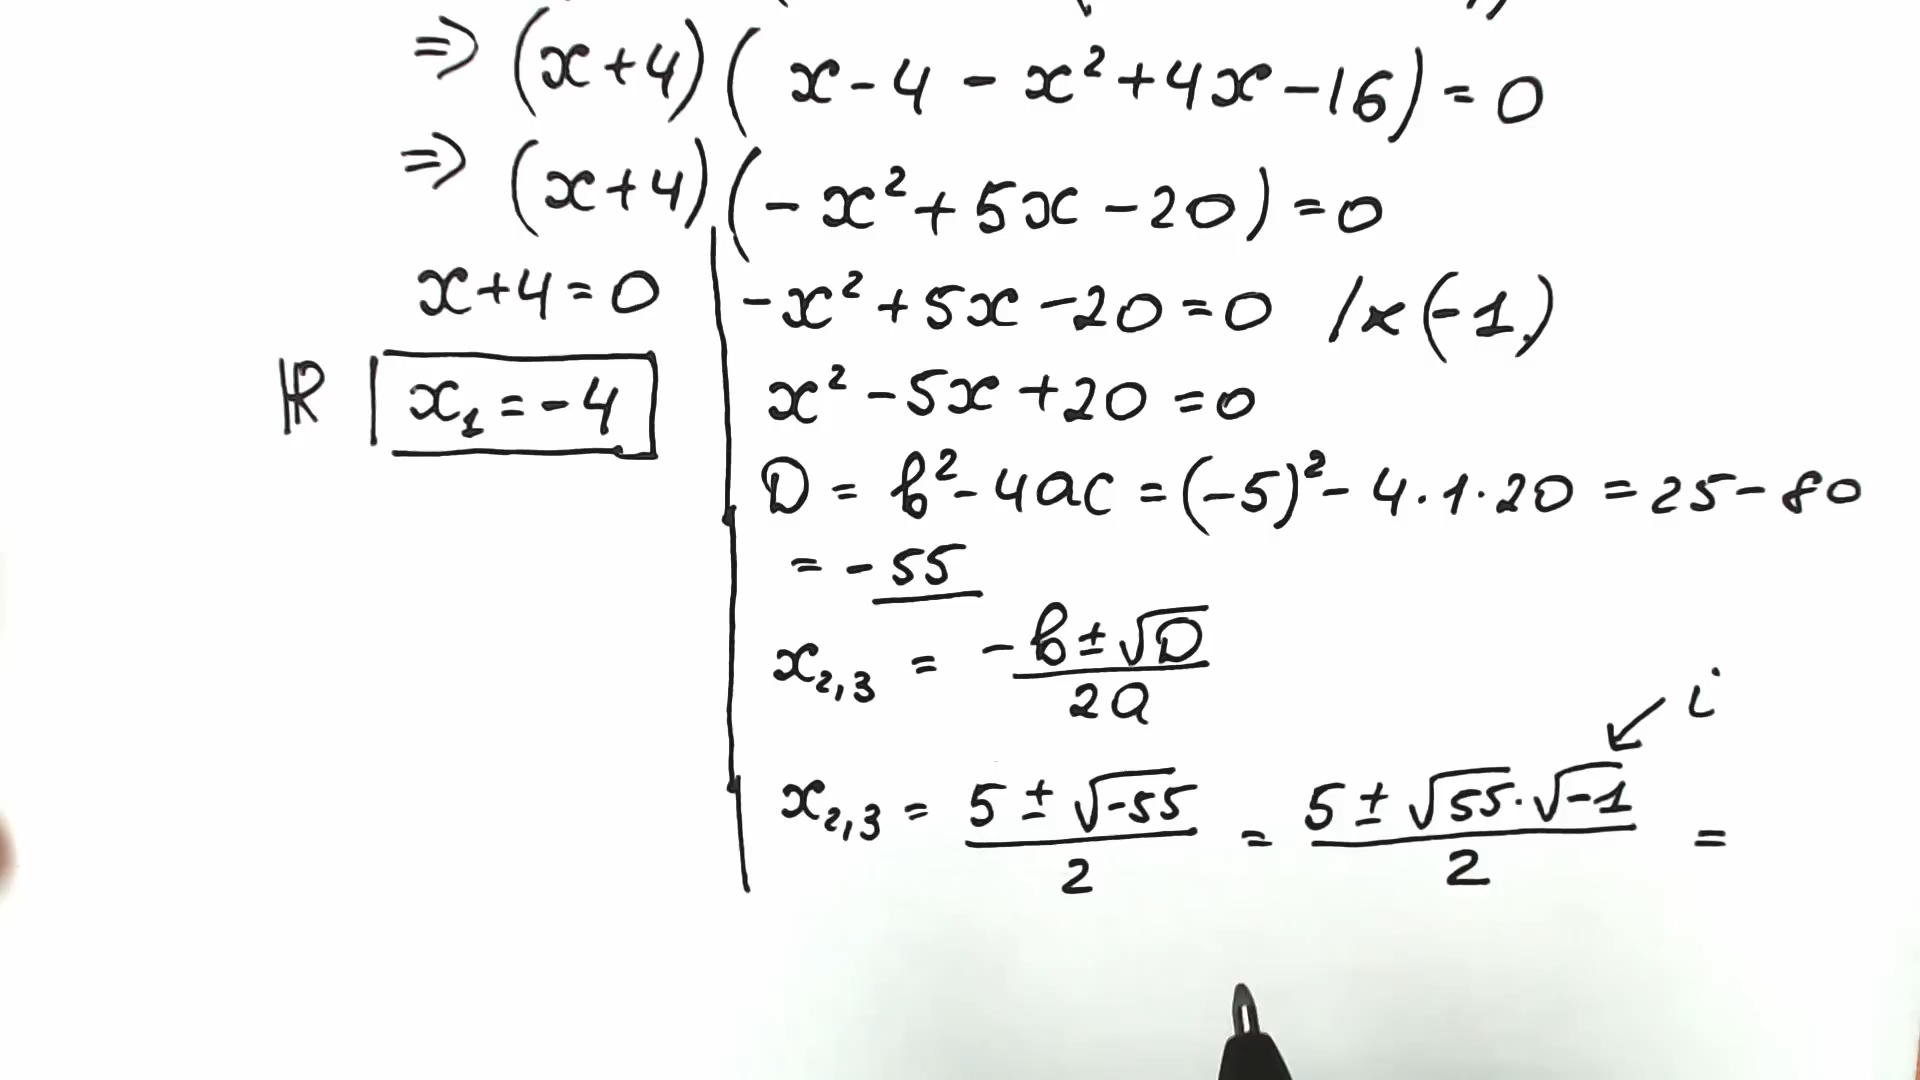 ⇒ (x+4)(x-4-x²+4x-16)=0
⇒ (x+4)(-x²+5x-20)=0
x+4=0
ℝ | x₁=-4
-x²+5x-20=0 /×(-1)
x²-5x+20=0
D = b²-4ac = (-5)²-4·1·20 = 25-80
= -55
x₂,₃ = (-b±√D)/(2a)
i
x₂,₃ = (5±√-55)/2 = (5±√55·√-1)/2 =